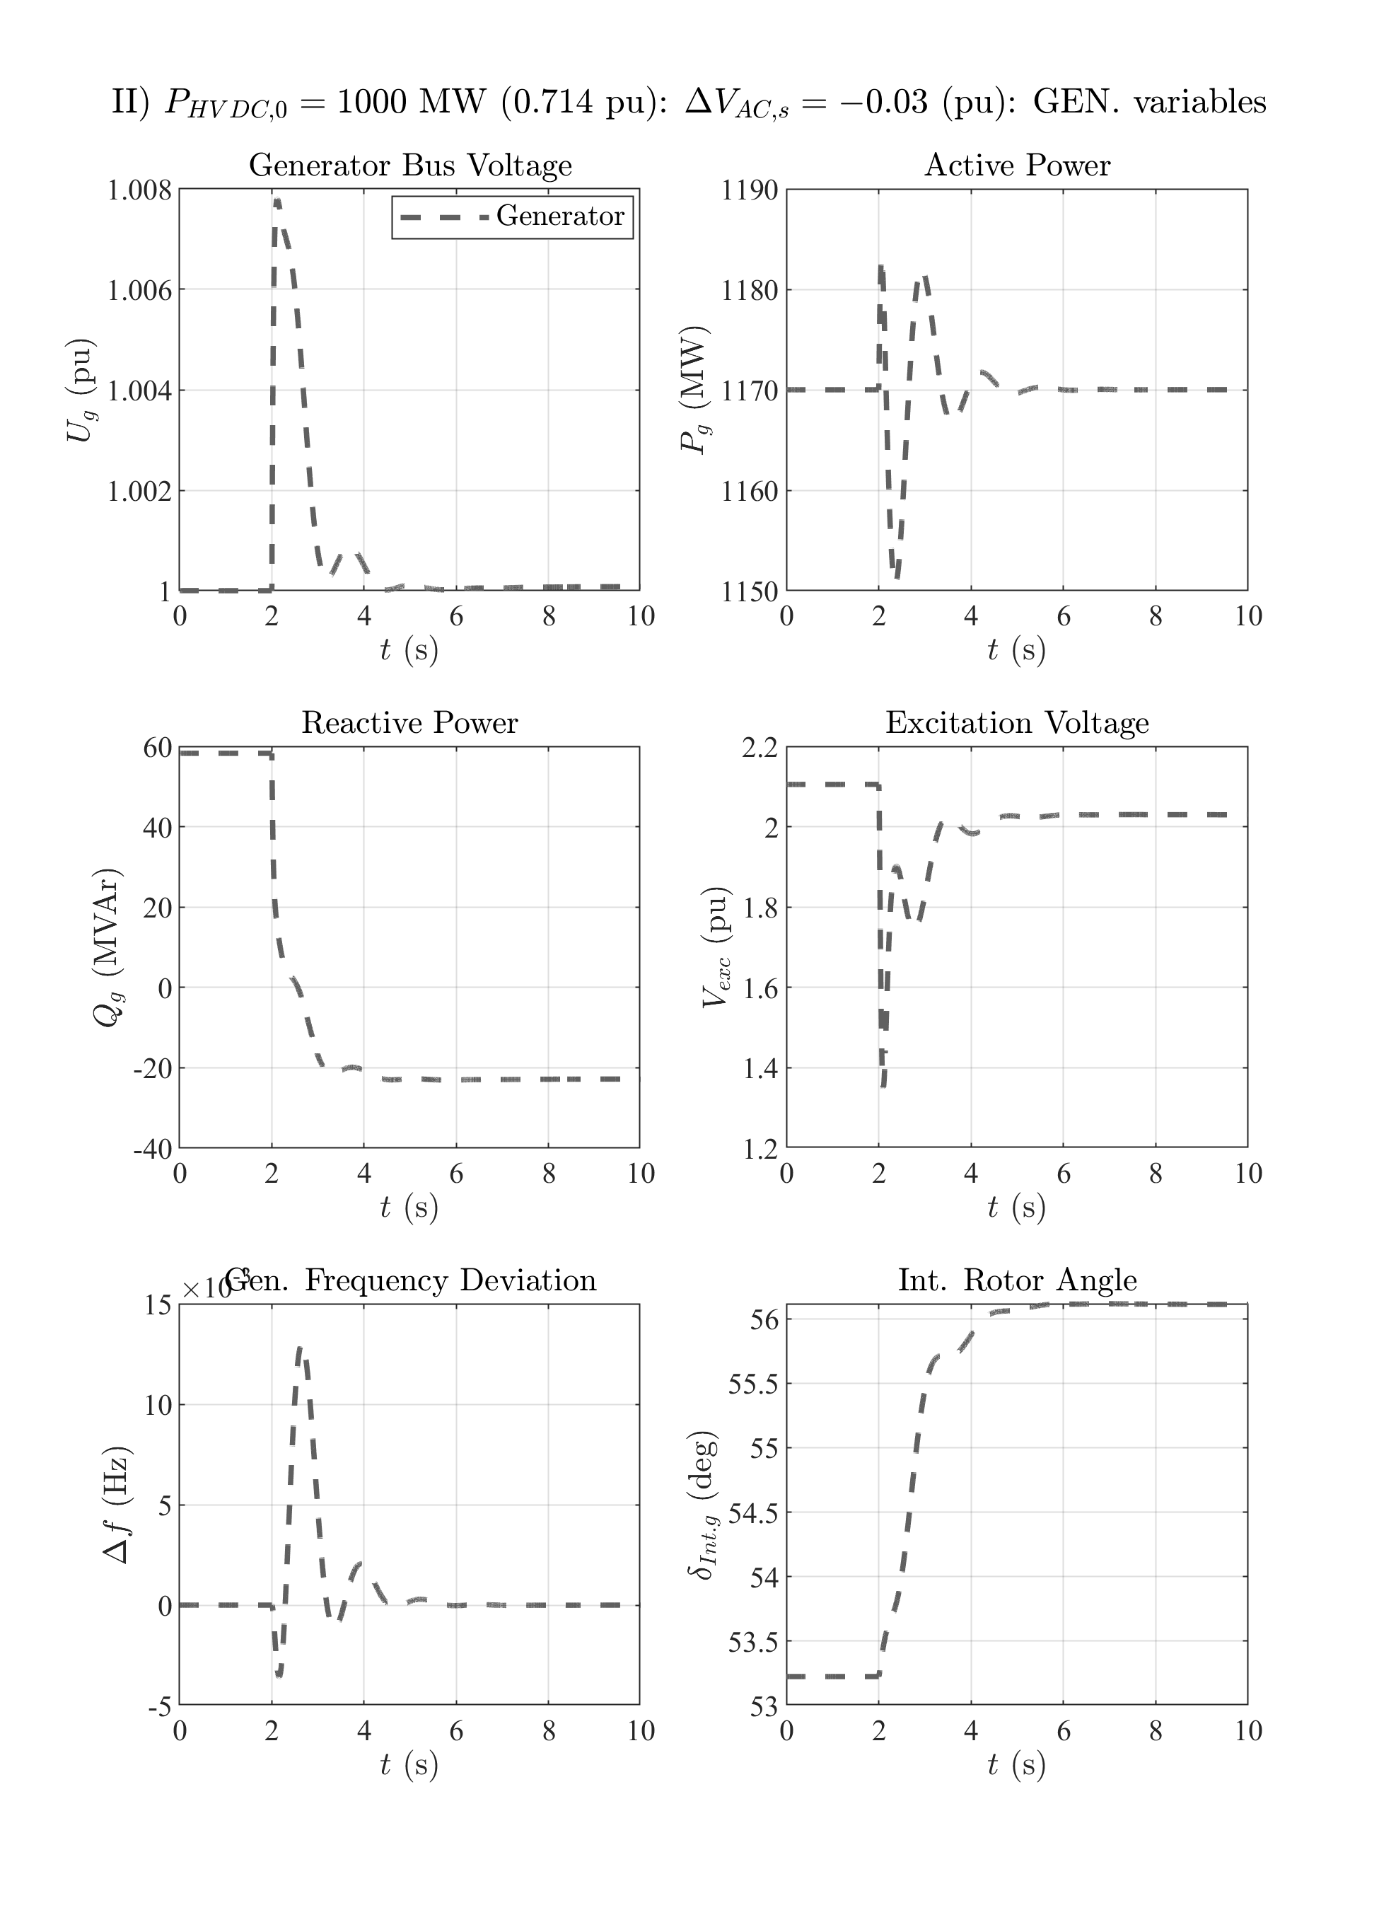 II) P_{HVDC,0} = 1000 MW (0.714 pu): ΔV_{AC,s} = −0.03 (pu): GEN. variables
Generator Bus Voltage
1.008
1.006
1.004
1.002
1
U_g (pu)
Generator
0 2 4 6 8 10
t (s)
Active Power
1190
1180
1170
1160
1150
P_g (MW)
0 2 4 6 8 10
t (s)
Reactive Power
60
40
20
0
-20
-40
Q_g (MVAr)
0 2 4 6 8 10
t (s)
Excitation Voltage
2.2
2
1.8
1.6
1.4
1.2
V_{exc} (pu)
0 2 4 6 8 10
t (s)
Gen. Frequency Deviation
×10^{-3}
15
10
5
0
-5
Δf (Hz)
0 2 4 6 8 10
t (s)
Int. Rotor Angle
56
55.5
55
54.5
54
53.5
53
δ_{Int.g} (deg)
0 2 4 6 8 10
t (s)